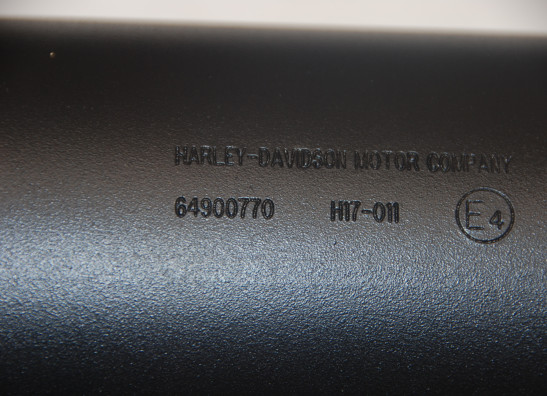 HARLEY-DAVIDSON MOTOR COMPANY
64900770 H17-011 E4